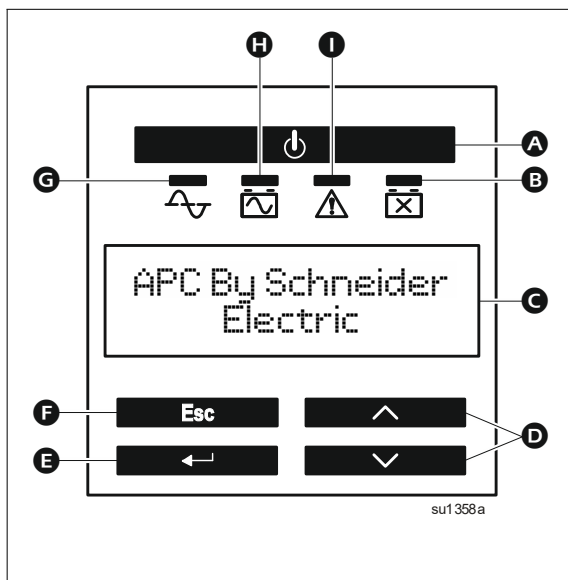 H I
A
G B
APC By Schneider
Electric
C
F Esc
D
E
su1358a